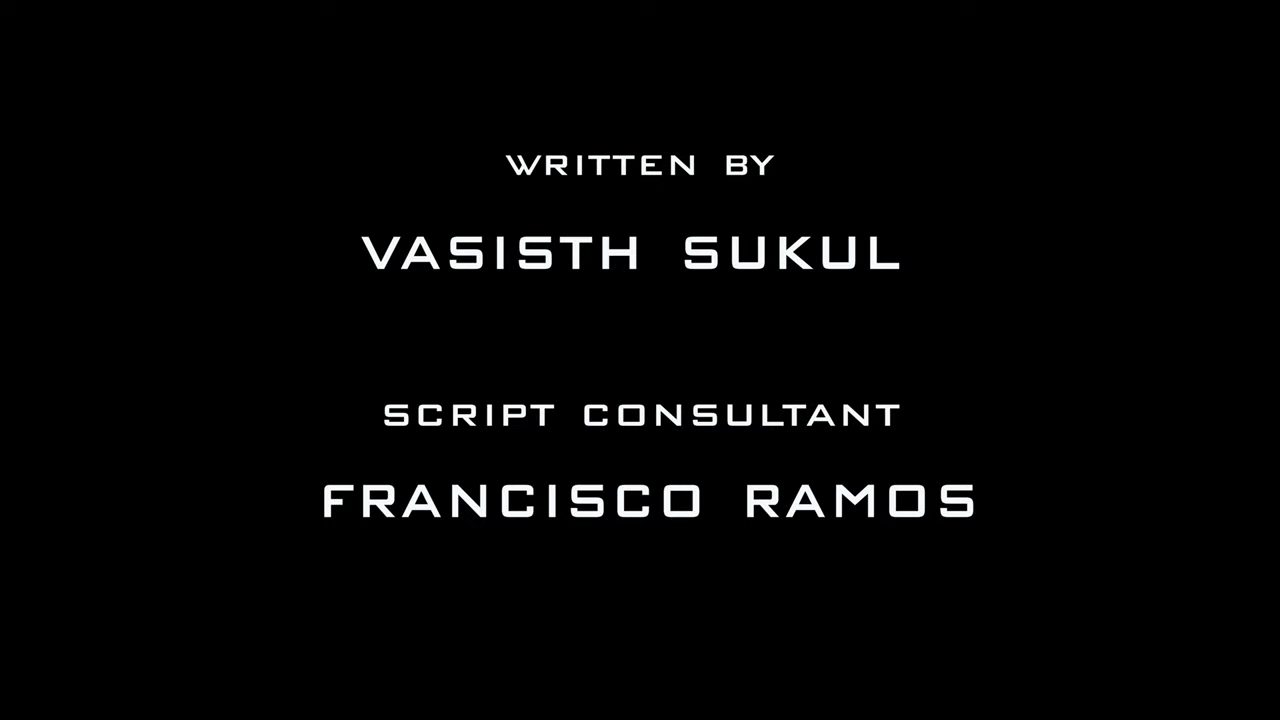 WRITTEN BY
VASISTH SUKUL
SCRIPT CONSULTANT
FRANCISCO RAMOS